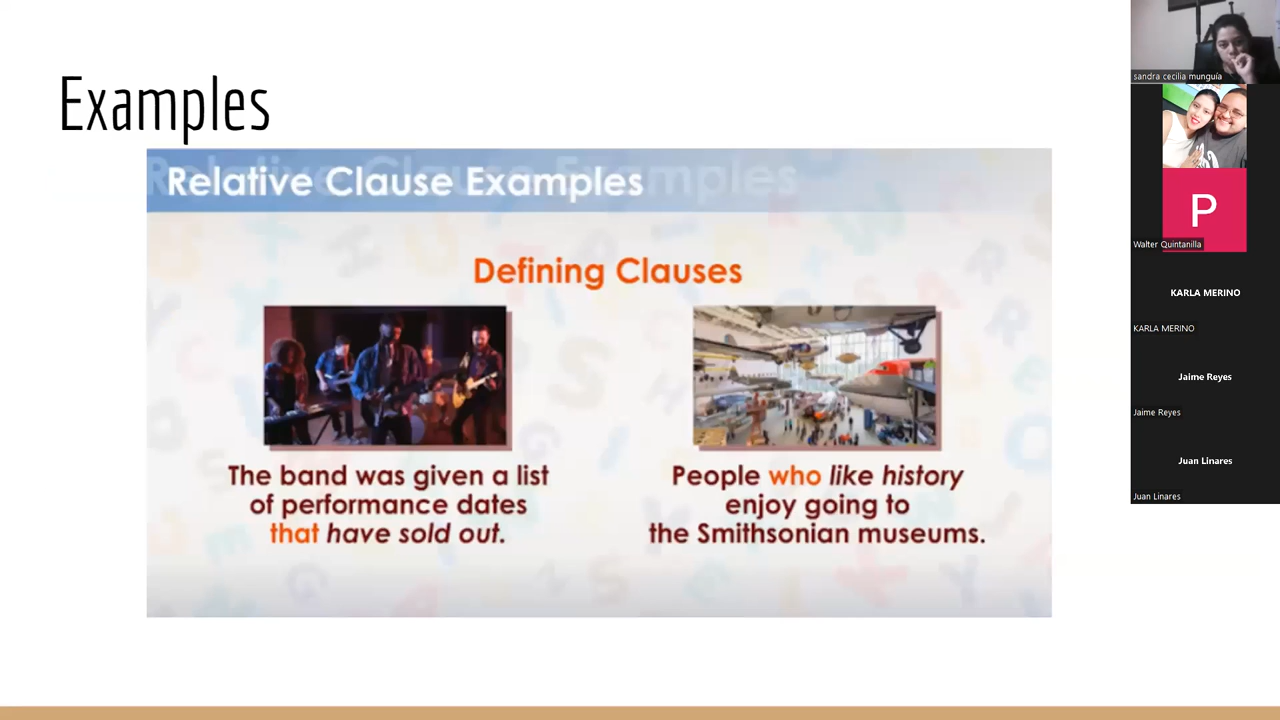 Examples
Relative Clause Examples
Defining Clauses
The band was given a list
of performance dates
that have sold out.
People who like history
enjoy going to
the Smithsonian museums.
sandra cecilia munguía
P
Walter Quintanilla
KARLA MERINO
KARLA MERINO
Jaime Reyes
Jaime Reyes
Juan Linares
Juan Linares